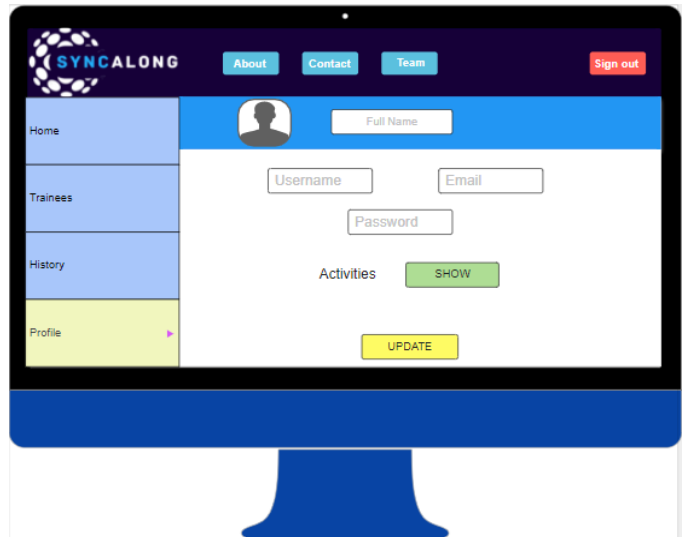 SYNCALONG
About
Contact
Team
Sign out
Home
Full Name
Trainees
Username
Email
Password
History
Activities
SHOW
Profile
UPDATE